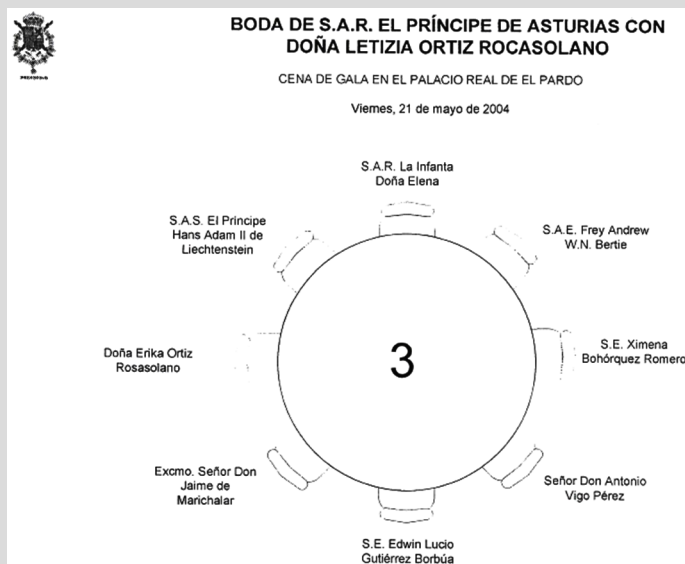 BODA DE S.A.R. EL PRÍNCIPE DE ASTURIAS CON
DOÑA LETIZIA ORTIZ ROCASOLANO
PROTOCOLO
CENA DE GALA EN EL PALACIO REAL DE EL PARDO
Viernes, 21 de mayo de 2004
S.A.R. La Infanta
Doña Elena
S.A.S. El Príncipe
Hans Adam II de
Liechtenstein
S.A.E. Frey Andrew
W.N. Bertie
Doña Erika Ortiz
Rosasolano
3
S.E. Ximena
Bohórquez Romero
Excmo. Señor Don
Jaime de
Marichalar
Señor Don Antonio
Vigo Pérez
S.E. Edwin Lucio
Gutiérrez Borbúa